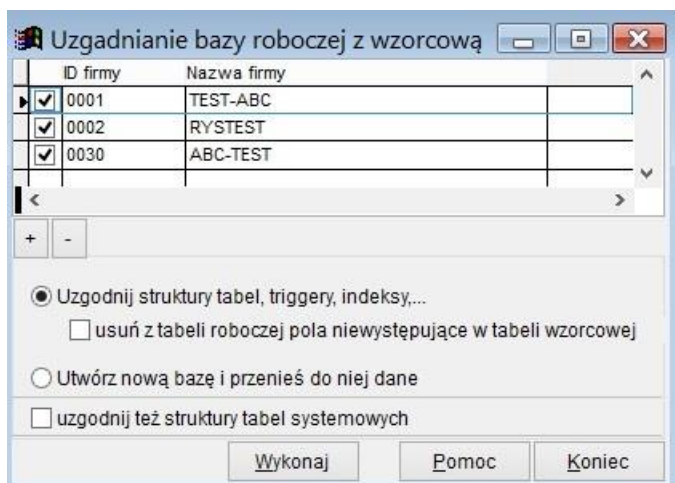 Uzgadnianie bazy roboczej z wzorcową
ID firmy Nazwa firmy
0001 TEST-ABC
0002 RYSTEST
0030 ABC-TEST
+ -
Uzgodnij struktury tabel, triggery, indeksy,...
usuń z tabeli roboczej pola niewystępujące w tabeli wzorcowej
Utwórz nową bazę i przenieś do niej dane
uzgodnij też struktury tabel systemowych
Wykonaj Pomoc Koniec